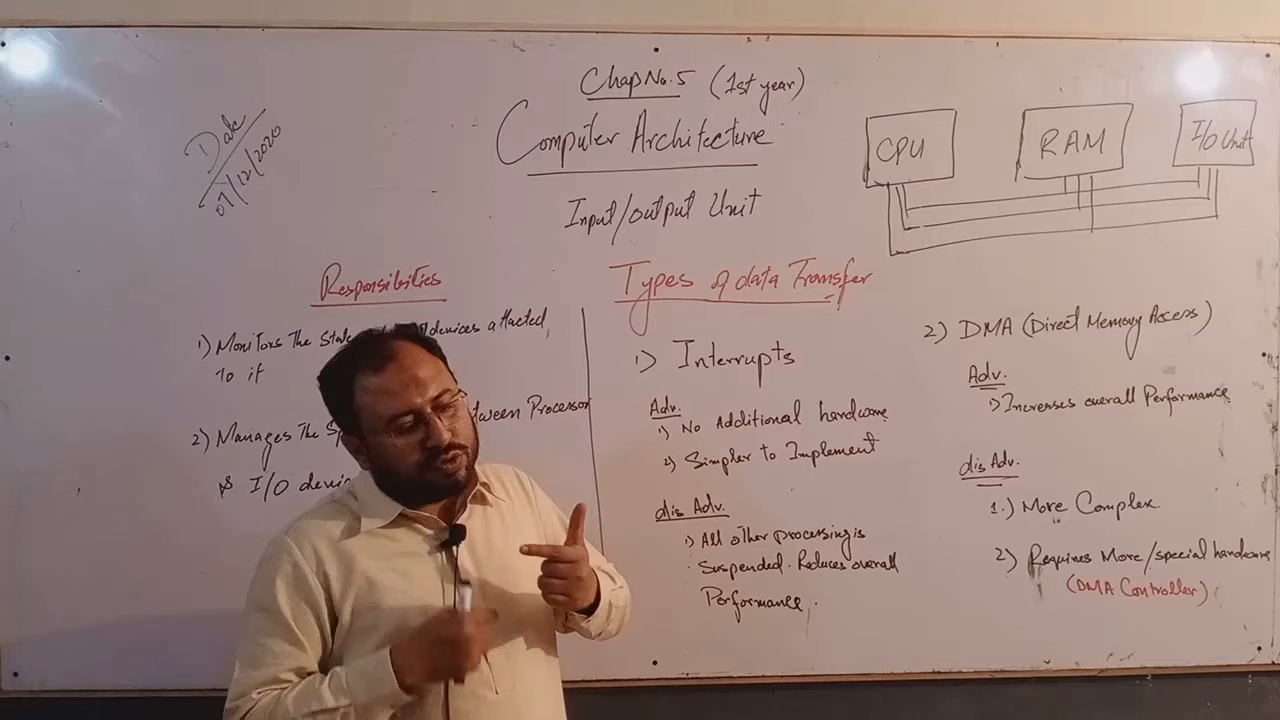 Chap No. 5 (1st year)
Computer Architecture
Input/output Unit
Date
07/12/2020
CPU
RAM
I/O Unit
Responsibities
1) Monitors The State devices attacted
To if
2) Manages The tween Processor
& I/O devic
Types of data Transfer
1) Interrupts
Adv.
1) No Additional hardware
2) Simpler to Implement
dis Adv.
1) All other processing is
suspended. Reduces overall
Performance.
2) DMA (Direct Memory Access)
Adv.
1) Increases overall Performance
dis Adv.
1.) More Complex
2) Requires More/special hardware
(DMA Controller)